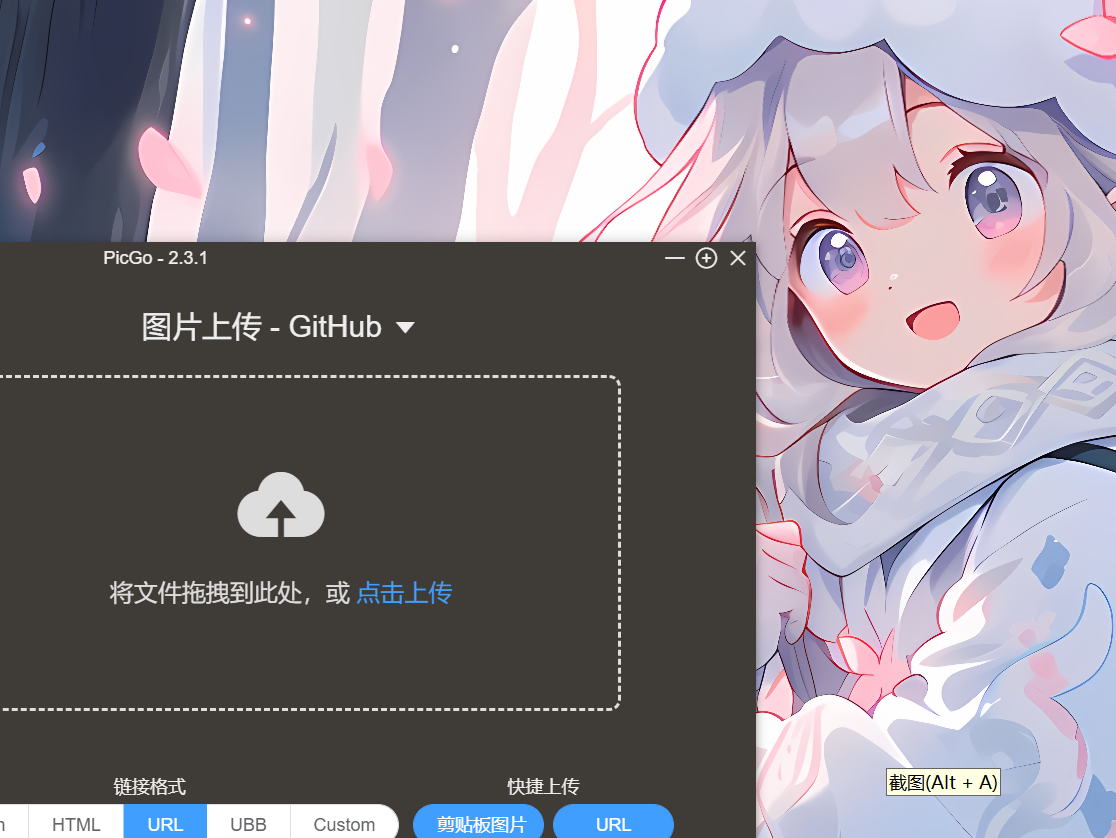 PicGo - 2.3.1
图片上传 - GitHub
将文件拖拽到此处，或 点击上传
链接格式
快捷上传
HTML
URL
UBB
Custom
剪贴板图片
URL
截图(Alt + A)